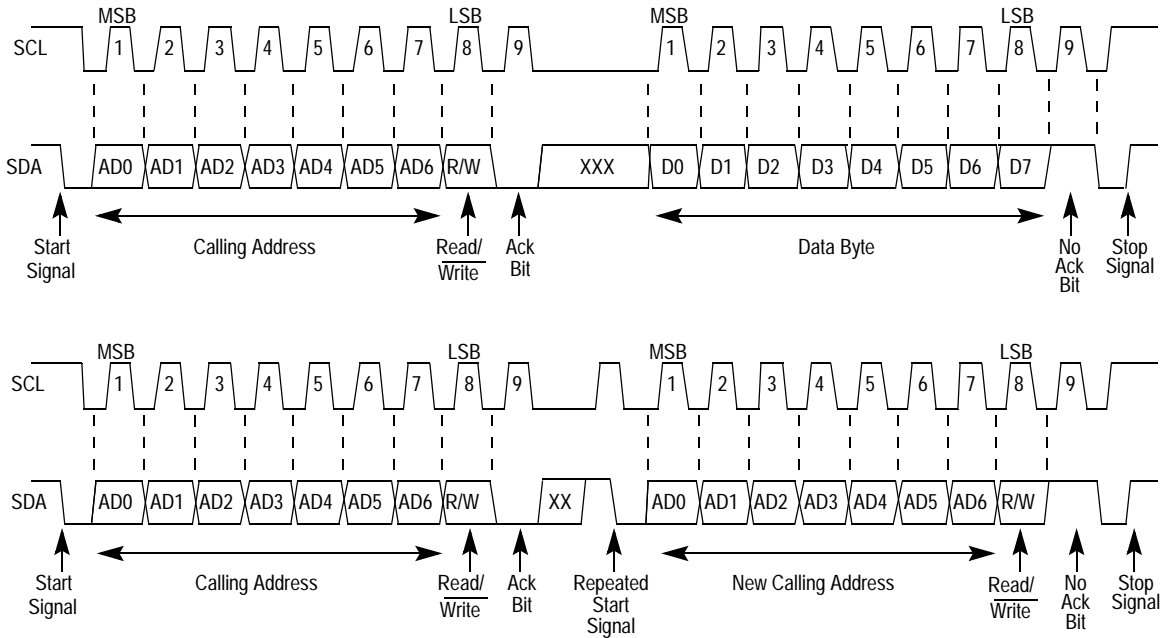 MSB LSB MSB LSB
SCL 1 2 3 4 5 6 7 8 9 1 2 3 4 5 6 7 8 9
SDA AD0 AD1 AD2 AD3 AD4 AD5 AD6 R/W XXX D0 D1 D2 D3 D4 D5 D6 D7
Start Calling Address Read/ Ack Data Byte No Stop
Signal Write Bit Ack Signal
Bit
MSB LSB MSB LSB
SCL 1 2 3 4 5 6 7 8 9 1 2 3 4 5 6 7 8 9
SDA AD0 AD1 AD2 AD3 AD4 AD5 AD6 R/W XX AD0 AD1 AD2 AD3 AD4 AD5 AD6 R/W
Start Calling Address Read/ Ack Repeated New Calling Address Read/ No Stop
Signal Write Bit Start Write Ack Signal
Signal Bit